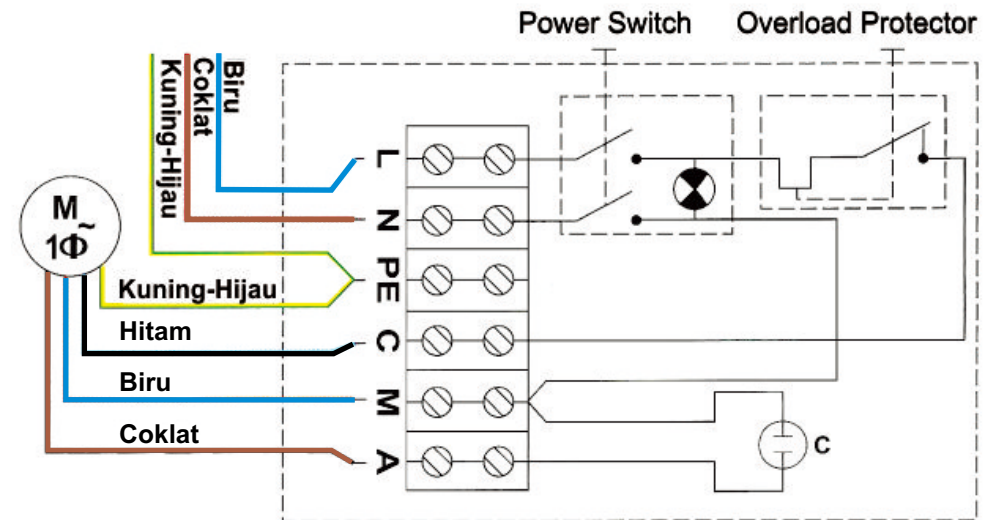 Power Switch Overload Protector
Kuning-Hijau
Coklat
Biru
L
N
PE
C
M
A
M
1Φ~
Kuning-Hijau
Hitam
Biru
Coklat
C